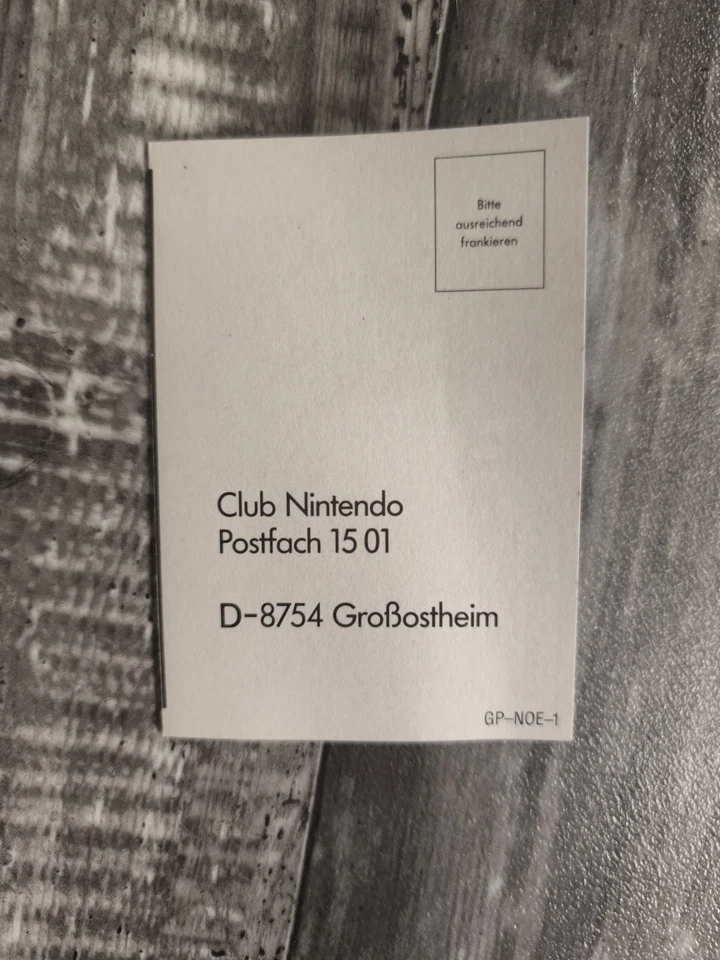 Bitte
ausreichend
frankieren
Club Nintendo
Postfach 15 01
D-8754 Großostheim
GP-NOE-1